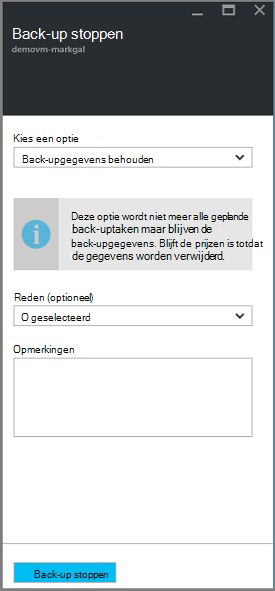 Back-up stoppen
demovm-markgal
Kies een optie
Back-upgegevens behouden
Deze optie wordt niet meer alle geplande
back-uptaken maar blijven de
back-upgegevens. Blijft de prijzen is totdat
de gegevens worden verwijderd.
Reden (optioneel)
0 geselecteerd
Opmerkingen
Back-up stoppen